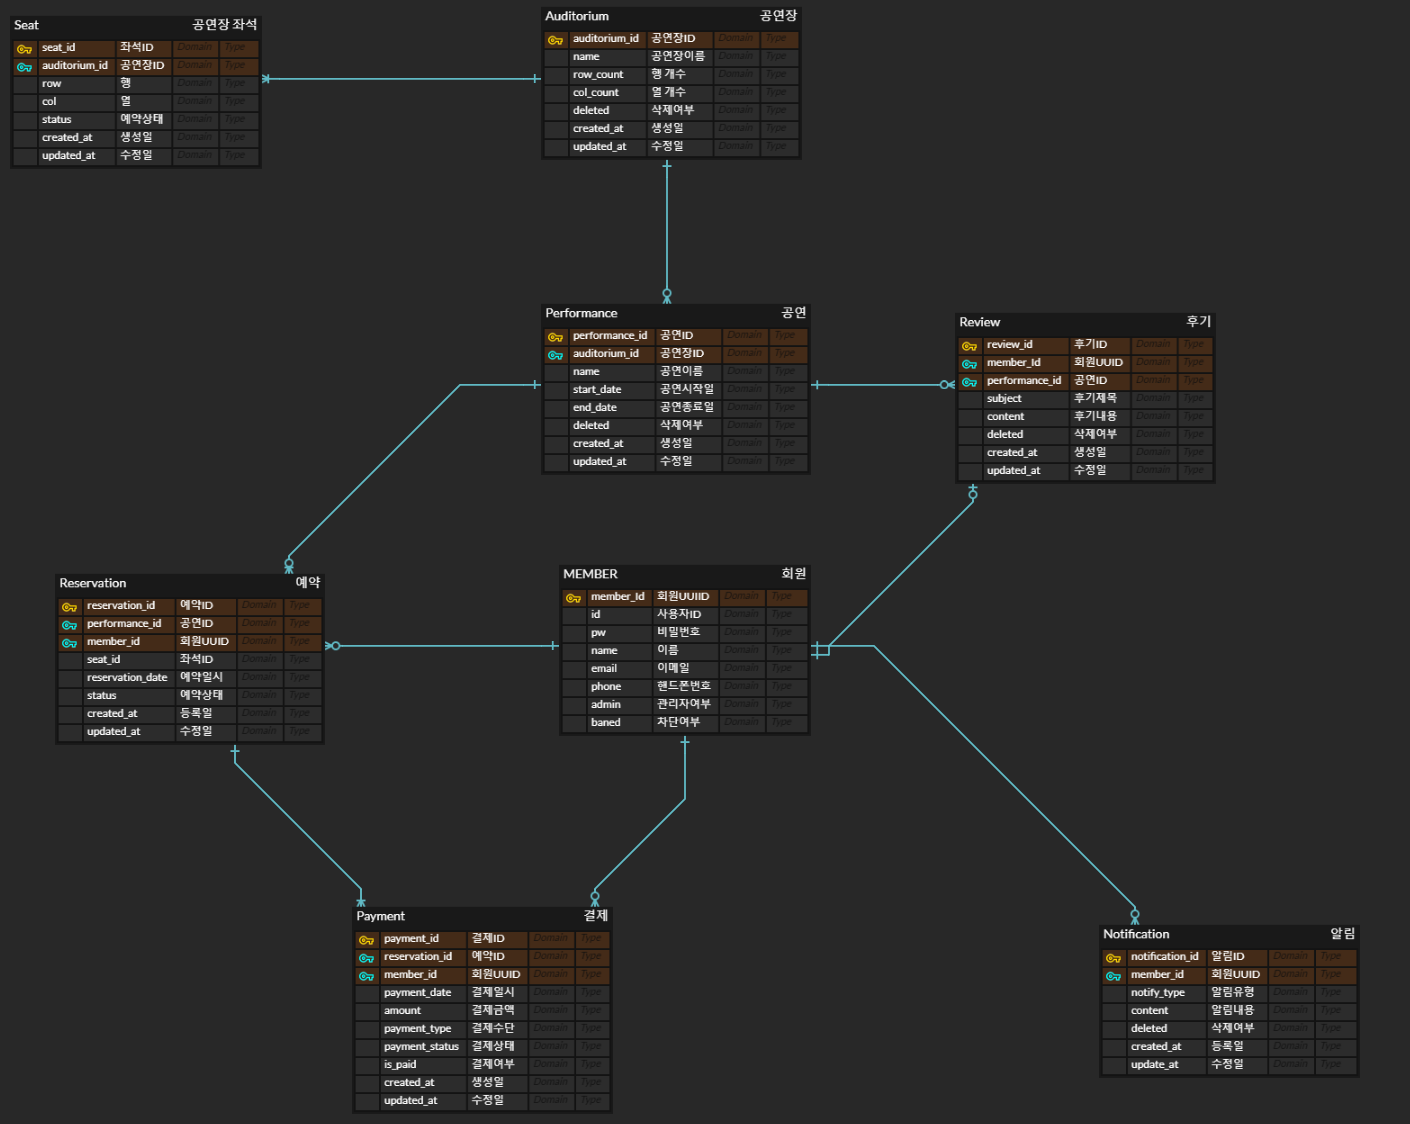 Seat 공연장 좌석
seat_id 좌석ID Domain Type
auditorium_id 공연장ID Domain Type
row 행 Domain Type
col 열 Domain Type
status 예약상태 Domain Type
created_at 생성일 Domain Type
updated_at 수정일 Domain Type
Auditorium 공연장
auditorium_id 공연장ID Domain Type
name 공연장이름 Domain Type
row_count 행 개수 Domain Type
col_count 열 개수 Domain Type
deleted 삭제여부 Domain Type
created_at 생성일 Domain Type
updated_at 수정일 Domain Type
Performance 공연
performance_id 공연ID Domain Type
auditorium_id 공연장ID Domain Type
name 공연이름 Domain Type
start_date 공연시작일 Domain Type
end_date 공연종료일 Domain Type
deleted 삭제여부 Domain Type
created_at 생성일 Domain Type
updated_at 수정일 Domain Type
Review 후기
review_id 후기ID Domain Type
member_Id 회원UUID Domain Type
performance_id 공연ID Domain Type
subject 후기제목 Domain Type
content 후기내용 Domain Type
deleted 삭제여부 Domain Type
created_at 생성일 Domain Type
updated_at 수정일 Domain Type
Reservation 예약
reservation_id 예약ID Domain Type
performance_id 공연ID Domain Type
member_id 회원UUID Domain Type
seat_id 좌석ID Domain Type
reservation_date 예약일시 Domain Type
status 예약상태 Domain Type
created_at 등록일 Domain Type
updated_at 수정일 Domain Type
MEMBER 회원
member_Id 회원UUIID Domain Type
id 사용자ID Domain Type
pw 비밀번호 Domain Type
name 이름 Domain Type
email 이메일 Domain Type
phone 핸드폰번호 Domain Type
admin 관리자여부 Domain Type
baned 차단여부 Domain Type
Payment 결제
payment_id 결제ID Domain Type
reservation_id 예약ID Domain Type
member_id 회원UUID Domain Type
payment_date 결제일시 Domain Type
amount 결제금액 Domain Type
payment_type 결제수단 Domain Type
payment_status 결제상태 Domain Type
is_paid 결제여부 Domain Type
created_at 생성일 Domain Type
updated_at 수정일 Domain Type
Notification 알림
notification_id 알림ID Domain Type
member_id 회원UUID Domain Type
notify_type 알림유형 Domain Type
content 알림내용 Domain Type
deleted 삭제여부 Domain Type
created_at 등록일 Domain Type
update_at 수정일 Domain Type